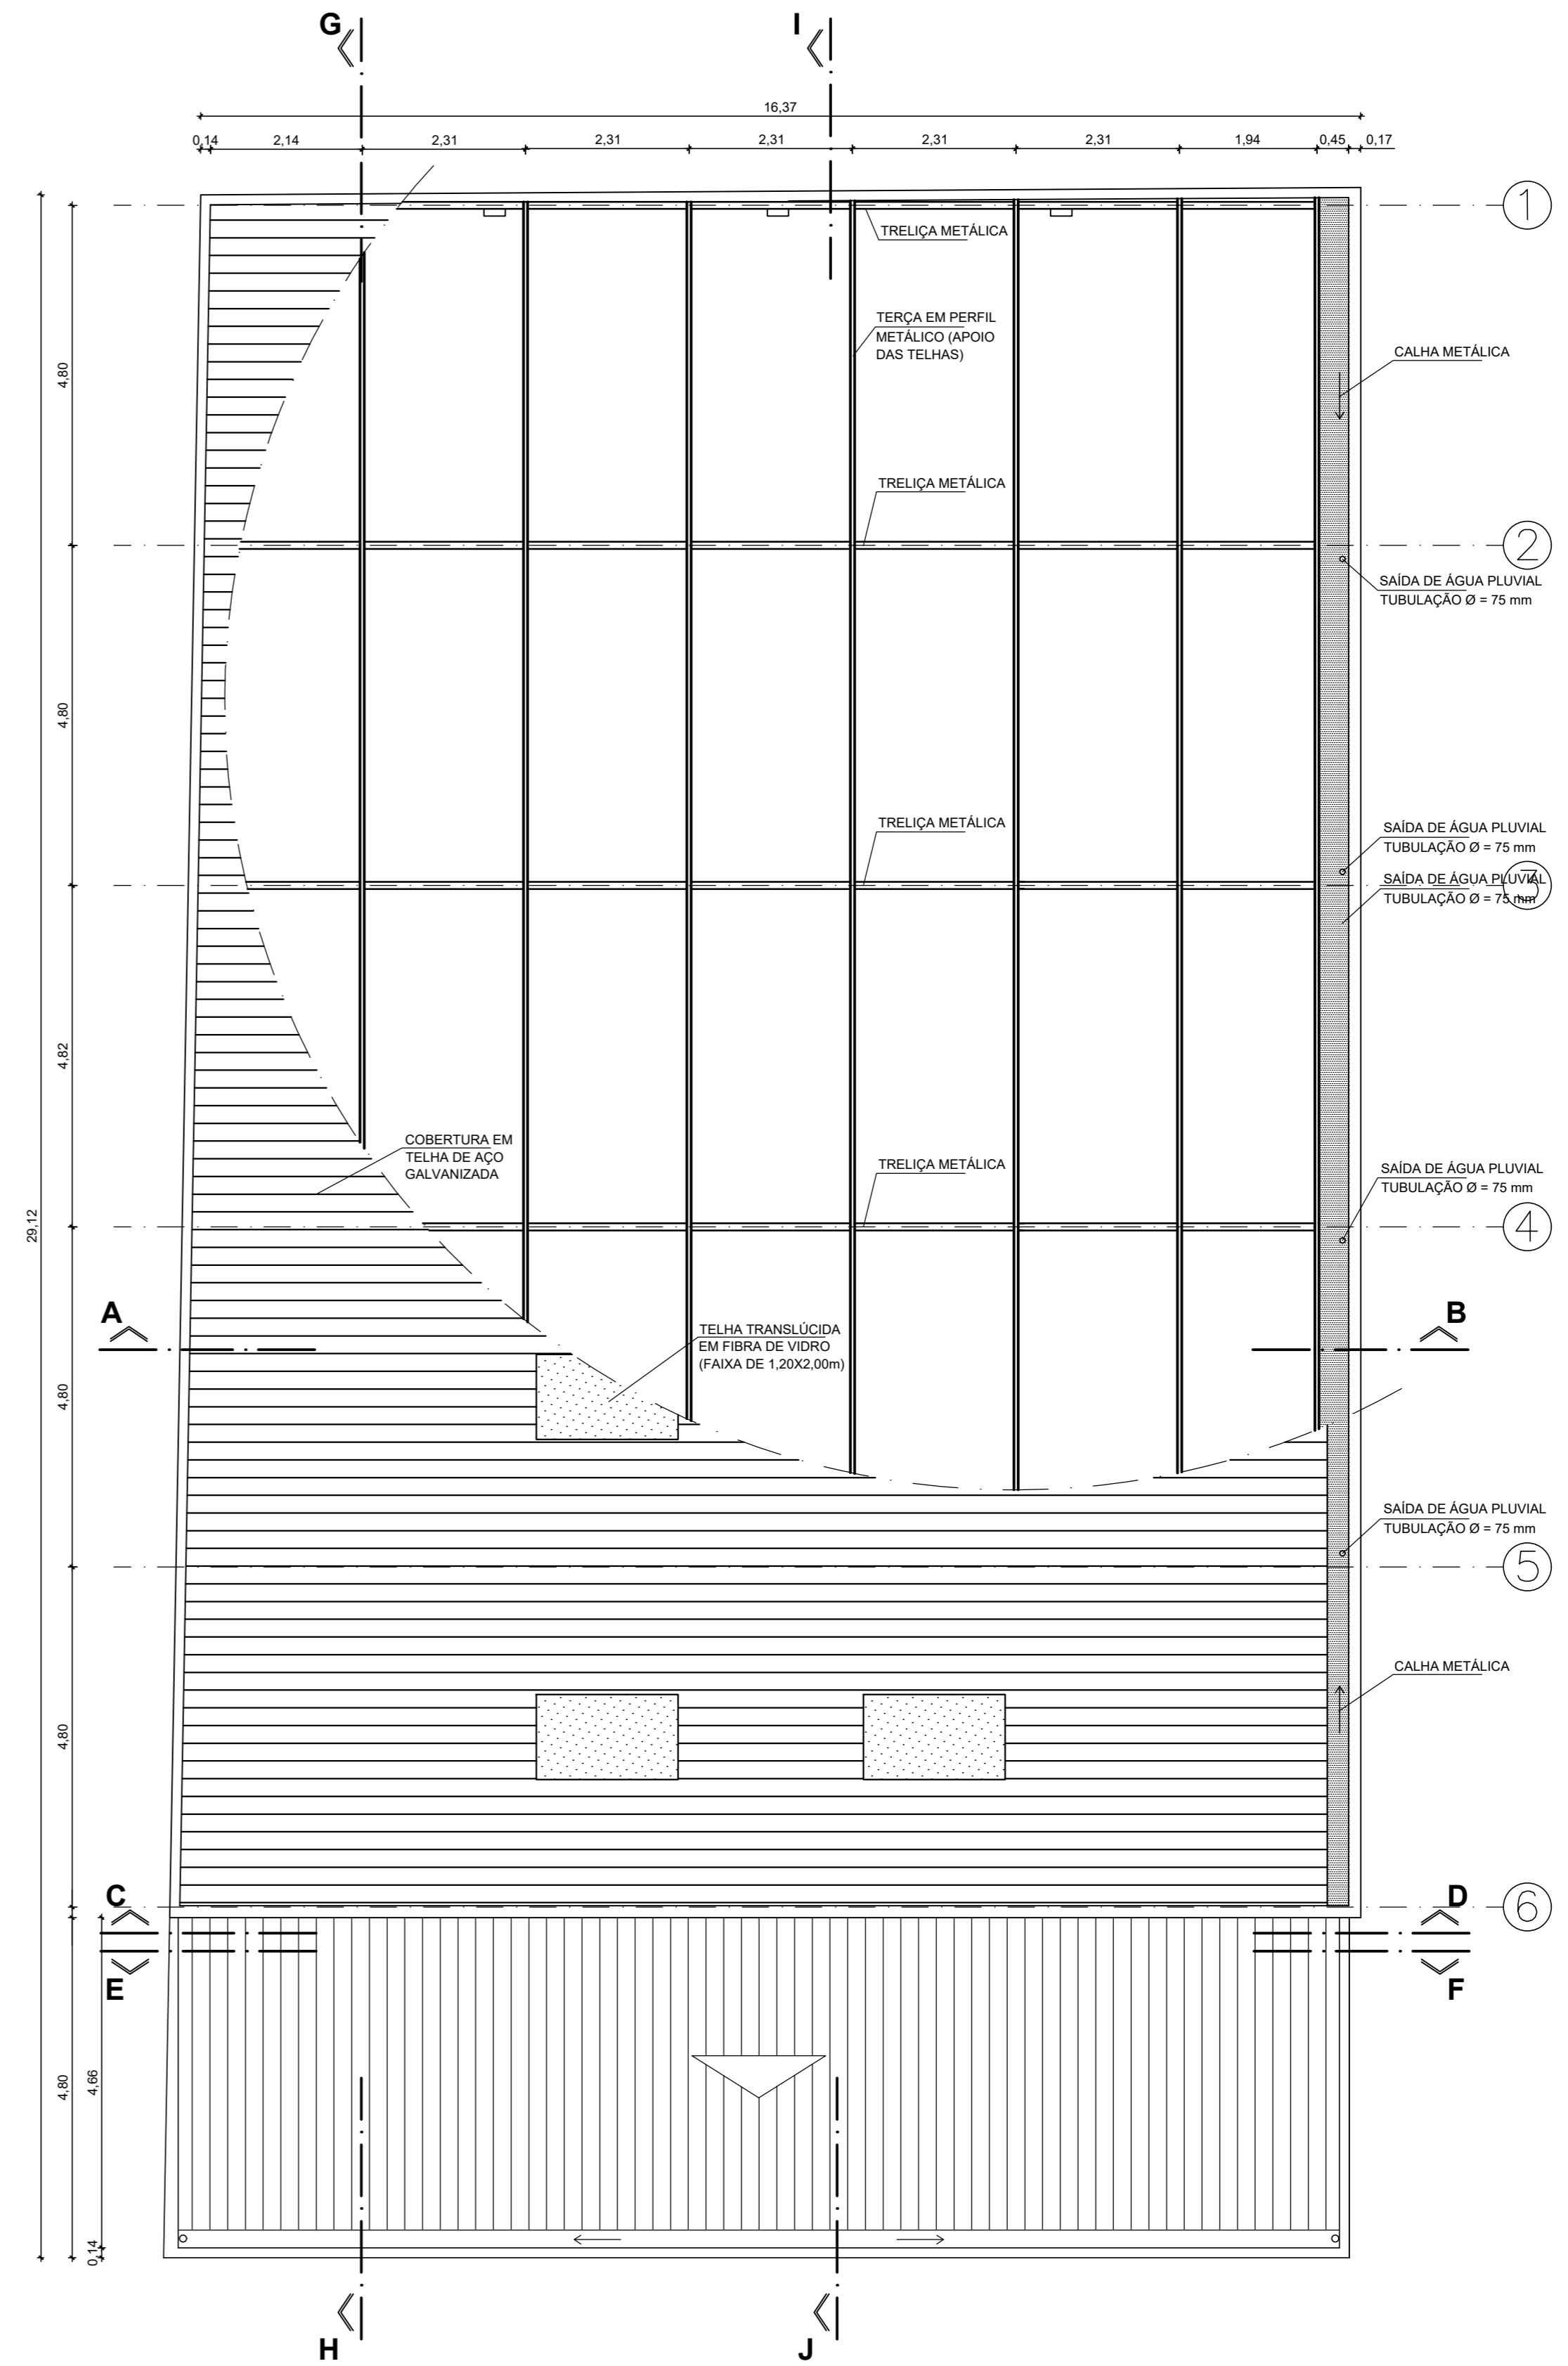 G
I
16,37
0,14
2,14
2,31
2,31
2,31
2,31
2,31
1,94
0,45
0,17
1
TRELIÇA METÁLICA
TERÇA EM PERFIL
METÁLICO (APOIO
DAS TELHAS)
CALHA METÁLICA
4,80
TRELIÇA METÁLICA
2
SAÍDA DE ÁGUA PLUVIAL
TUBULAÇÃO Ø = 75 mm
4,80
TRELIÇA METÁLICA
SAÍDA DE ÁGUA PLUVIAL
TUBULAÇÃO Ø = 75 mm
3
SAÍDA DE ÁGUA PLUVIAL
TUBULAÇÃO Ø = 75 mm
4,82
COBERTURA EM
TELHA DE AÇO
GALVANIZADA
TRELIÇA METÁLICA
SAÍDA DE ÁGUA PLUVIAL
TUBULAÇÃO Ø = 75 mm
29,12
4
A
B
TELHA TRANSLÚCIDA
EM FIBRA DE VIDRO
(FAIXA DE 1,20X2,00m)
4,80
SAÍDA DE ÁGUA PLUVIAL
TUBULAÇÃO Ø = 75 mm
5
CALHA METÁLICA
4,80
C
D
6
E
F
4,80
4,66
0,14
H
J